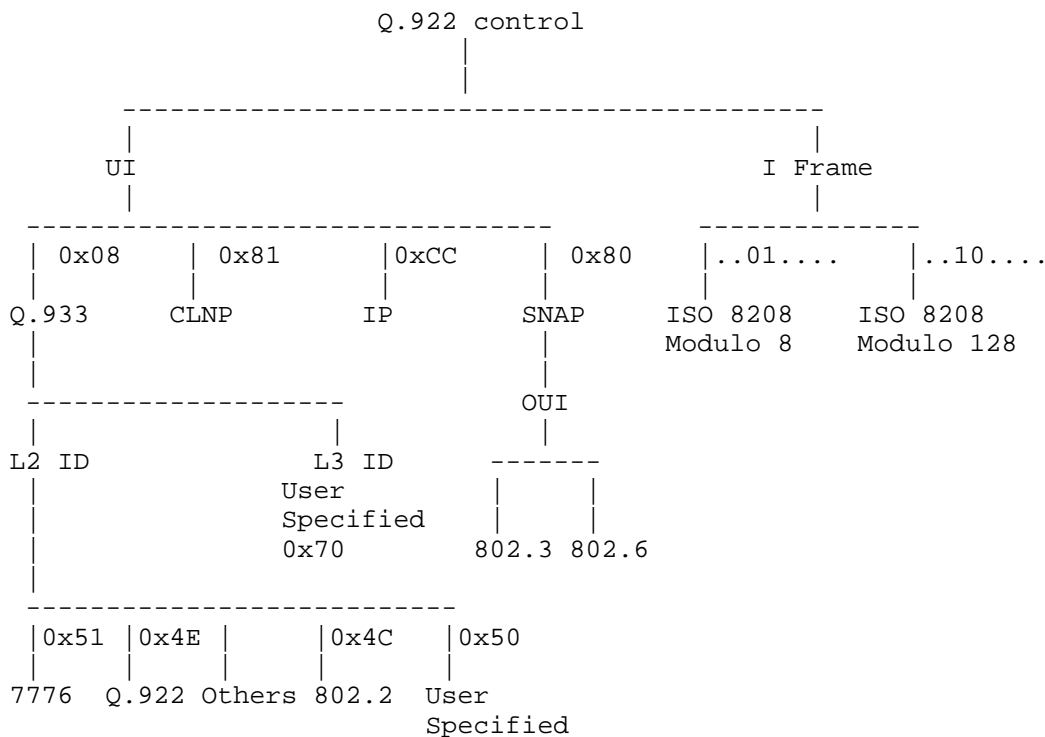 Q.922 control
UI I Frame
0x08 0x81 0xCC 0x80 ..01.... ..10....
Q.933 CLNP IP SNAP ISO 8208 ISO 8208
Modulo 8 Modulo 128
OUI
L2 ID L3 ID
User
Specified
0x70 802.3 802.6
0x51 0x4E 0x4C 0x50
7776 Q.922 Others 802.2 User
Specified